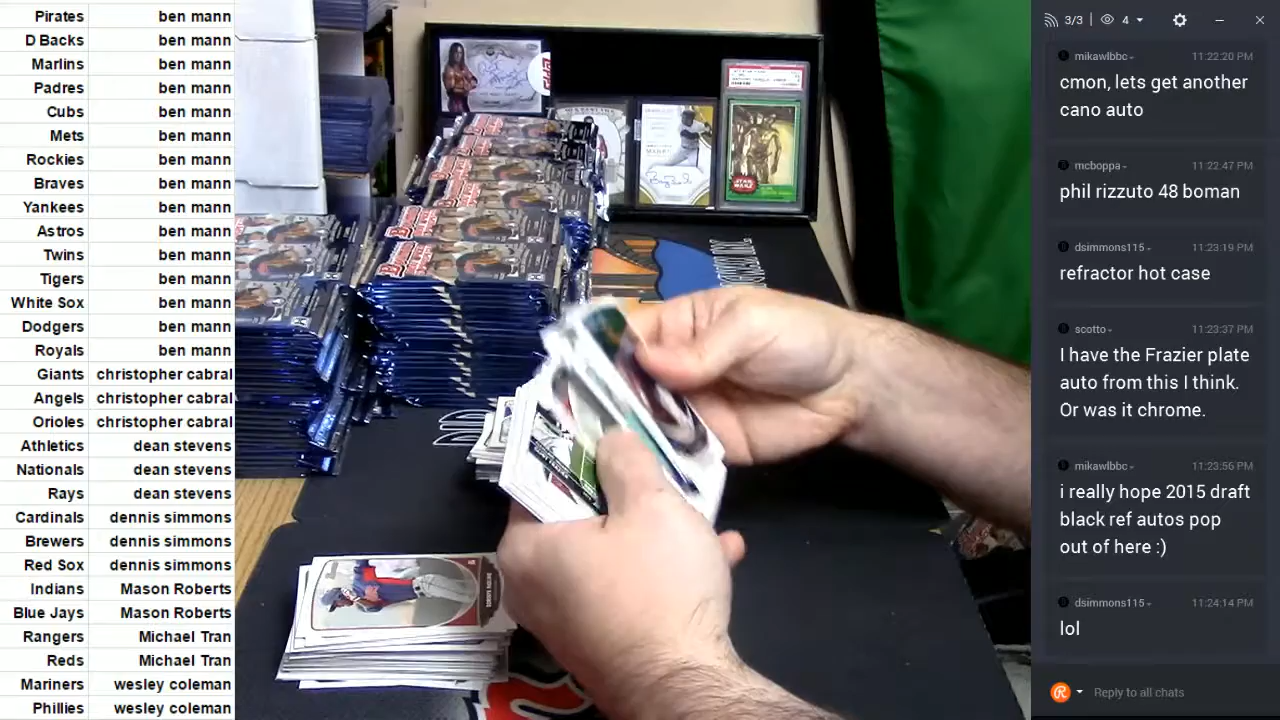 Pirates ben mann
D Backs ben mann
Marlins ben mann
Padres ben mann
Cubs ben mann
Mets ben mann
Rockies ben mann
Braves ben mann
Yankees ben mann
Astros ben mann
Twins ben mann
Tigers ben mann
White Sox ben mann
Dodgers ben mann
Royals ben mann
Giants christopher cabral
Angels christopher cabral
Orioles christopher cabral
Athletics dean stevens
Nationals dean stevens
Rays dean stevens
Cardinals dennis simmons
Brewers dennis simmons
Red Sox dennis simmons
Indians Mason Roberts
Blue Jays Mason Roberts
Rangers Michael Tran
Reds Michael Tran
Mariners wesley coleman
Phillies wesley coleman
STAR
WARS
3/3 4
mikawlbbc 11:22:20 PM
cmon, lets get another
cano auto
mcboppa 11:22:47 PM
phil rizzuto 48 boman
dsimmons115 11:23:19 PM
refractor hot case
scotto 11:23:37 PM
I have the Frazier plate
auto from this I think.
Or was it chrome.
mikawlbbc 11:23:56 PM
i really hope 2015 draft
black ref autos pop
out of here :)
dsimmons115 11:24:14 PM
lol
Reply to all chats